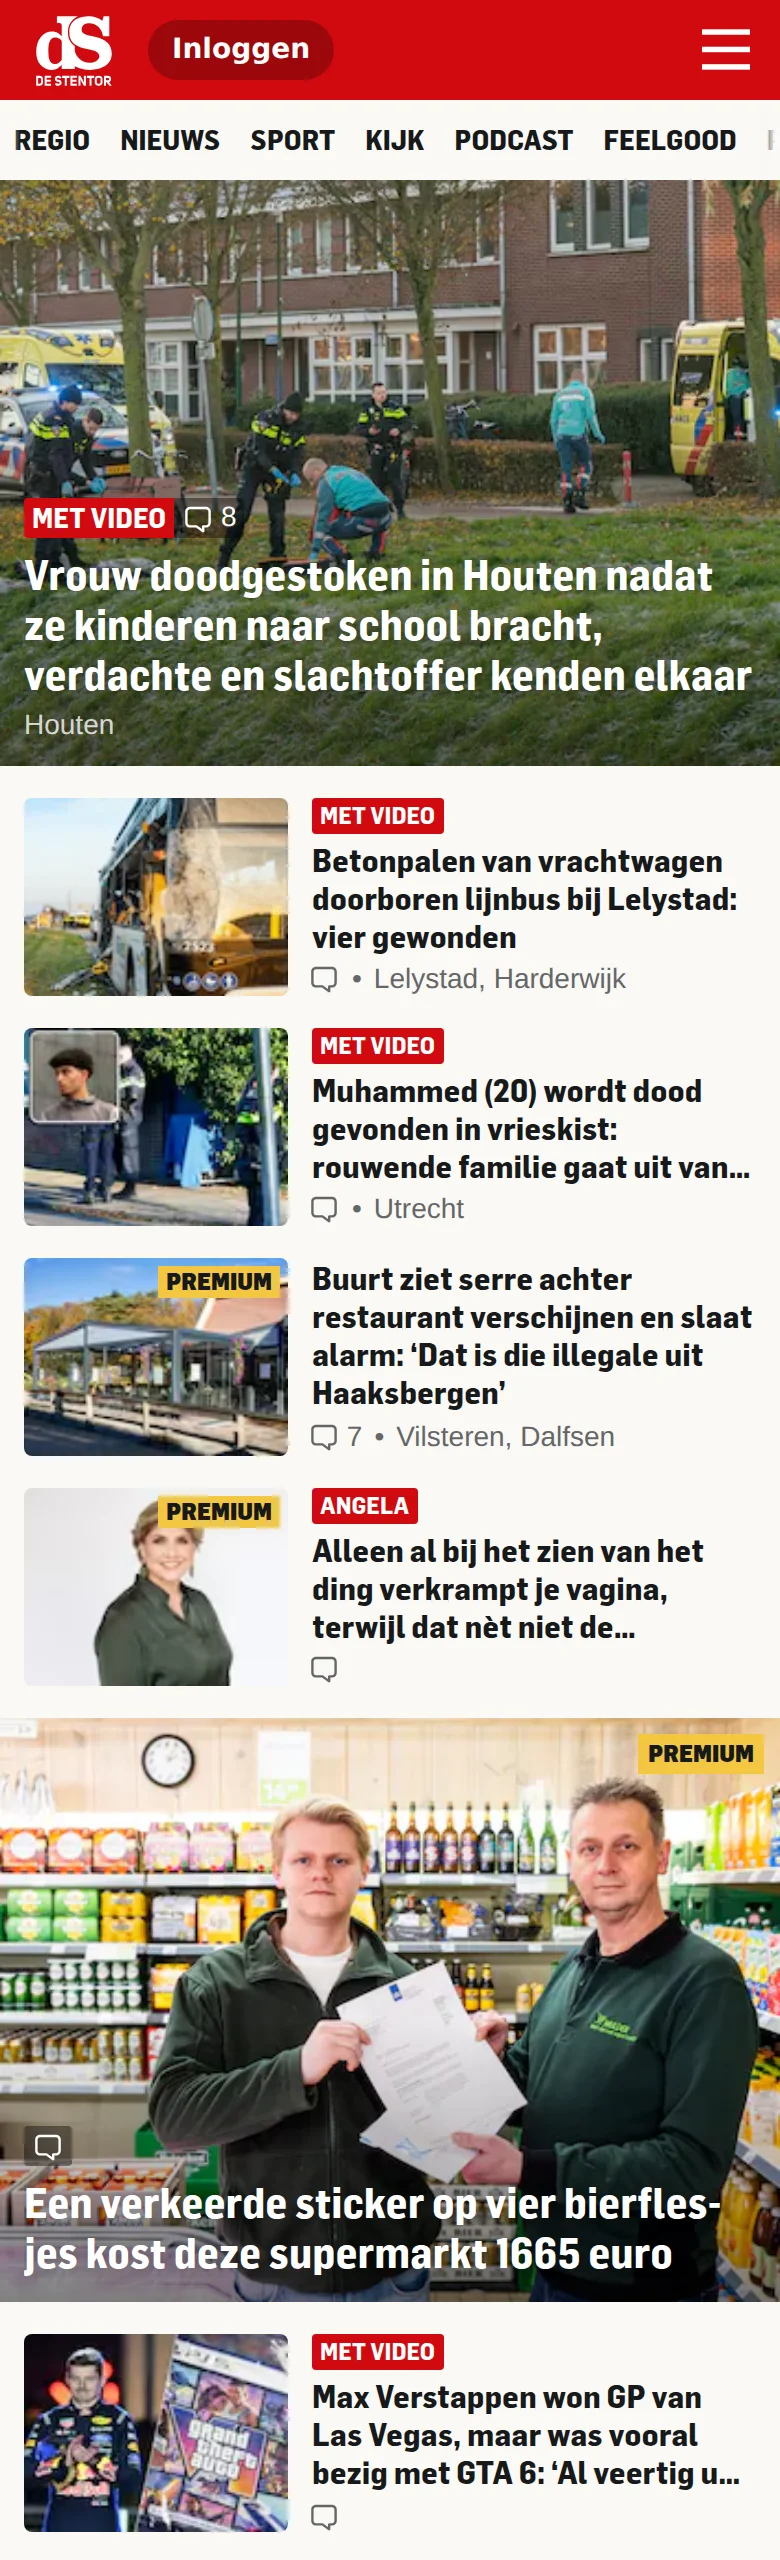 dS
DE STENTOR
Inloggen
REGIO NIEUWS SPORT KIJK PODCAST FEELGOOD
MET VIDEO 8
Vrouw doodgestoken in Houten nadat
ze kinderen naar school bracht,
verdachte en slachtoffer kenden elkaar
Houten
MET VIDEO
Betonpalen van vrachtwagen
doorboren lijnbus bij Lelystad:
vier gewonden
• Lelystad, Harderwijk
MET VIDEO
Muhammed (20) wordt dood
gevonden in vrieskist:
rouwende familie gaat uit van...
• Utrecht
PREMIUM
Buurt ziet serre achter
restaurant verschijnen en slaat
alarm: ‘Dat is die illegale uit
Haaksbergen’
7 • Vilsteren, Dalfsen
PREMIUM
ANGELA
Alleen al bij het zien van het
ding verkrampt je vagina,
terwijl dat nèt niet de...
PREMIUM
Een verkeerde sticker op vier bierfles-
jes kost deze supermarkt 1665 euro
grand
theft
auto
MET VIDEO
Max Verstappen won GP van
Las Vegas, maar was vooral
bezig met GTA 6: ‘Al veertig u...